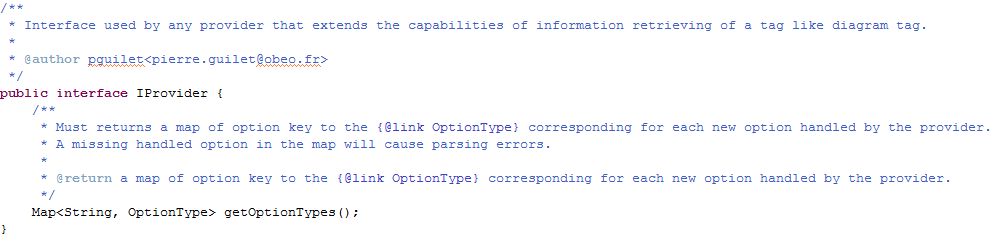 /**
 * Interface used by any provider that extends the capabilities of information retrieving of a tag like diagram tag.
 *
 * @author pguilet<pierre.guilet@obeo.fr>
 */
public interface IProvider {
    /**
     * Must returns a map of option key to the {@link OptionType} corresponding for each new option handled by the provider.
     * A missing handled option in the map will cause parsing errors.
     *
     * @return a map of option key to the {@link OptionType} corresponding for each new option handled by the provider.
     */
    Map<String, OptionType> getOptionTypes();
}